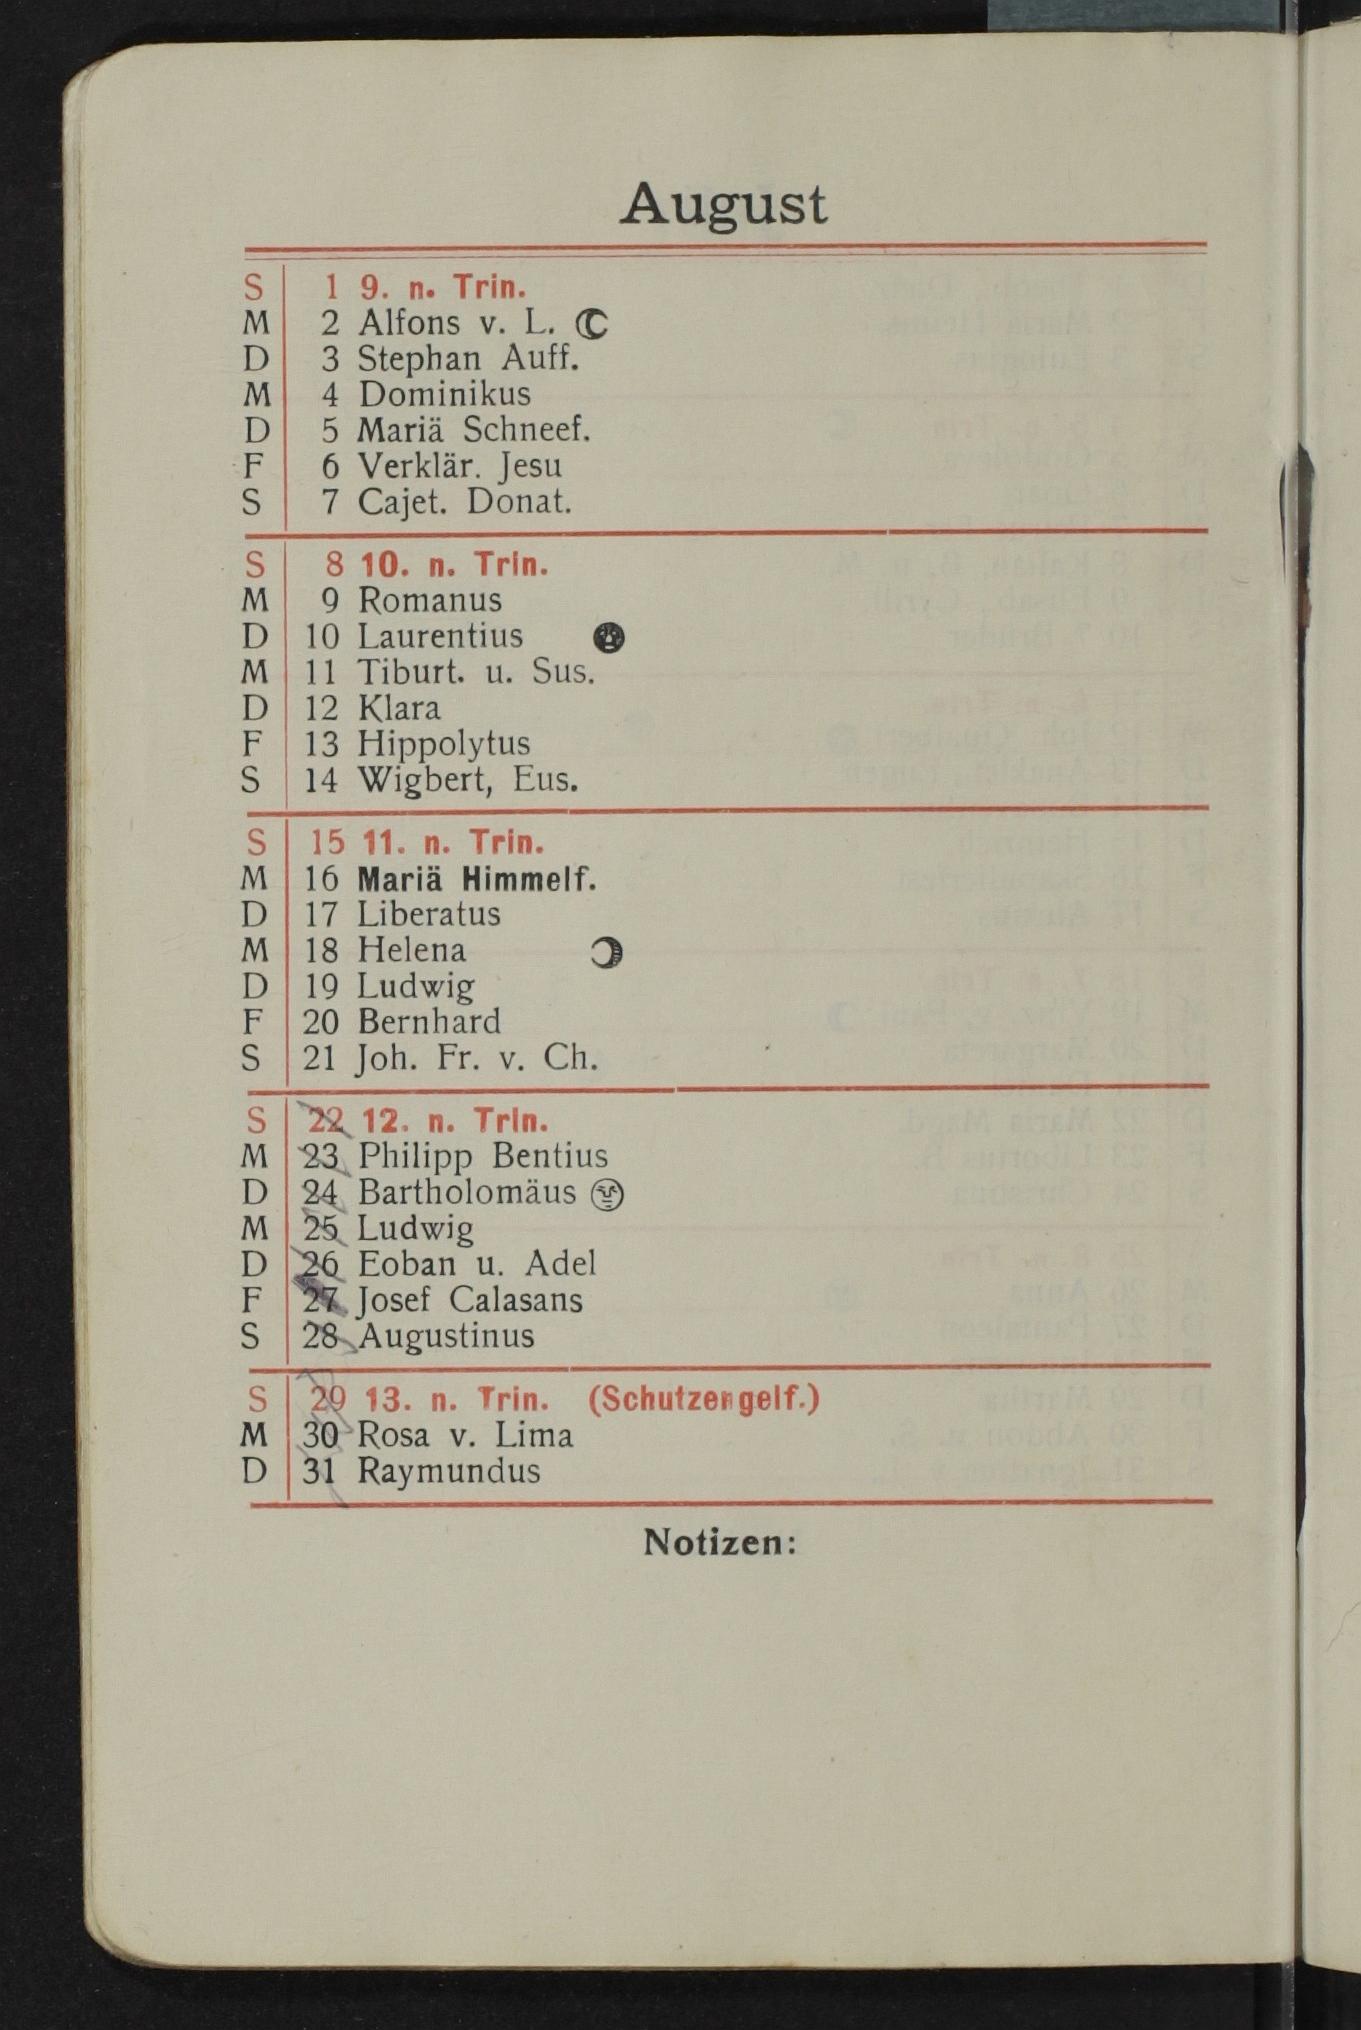 August
S 1 9. n. Trin.
M 2 Alfons v. L.
D 3 Stephan Auff.
M 4 Dominikus
D 5 Mariä Schneef.
F 6 Verklär. Jesu
S 7 Cajet. Donat.
S 8 10. n. Trin.
M 9 Romanus
D 10 Laurentius
M 11 Tiburt. u. Sus.
D 12 Klara
F 13 Hippolytus
S 14 Wigbert, Eus.
S 15 11. n. Trin.
M 16 Mariä Himmelf.
D 17 Liberatus
M 18 Helena
D 19 Ludwig
F 20 Bernhard
S 21 Joh. Fr. v. Ch.
S 22 12. n. Trin.
M 23 Philipp Bentius
D 24 Bartholomäus
M 25 Ludwig
D 26 Eoban u. Adel
F 27 Josef Calasans
S 28 Augustinus
S 29 13. n. Trin. (Schutzengelf.)
M 30 Rosa v. Lima
D 31 Raymundus
Notizen: